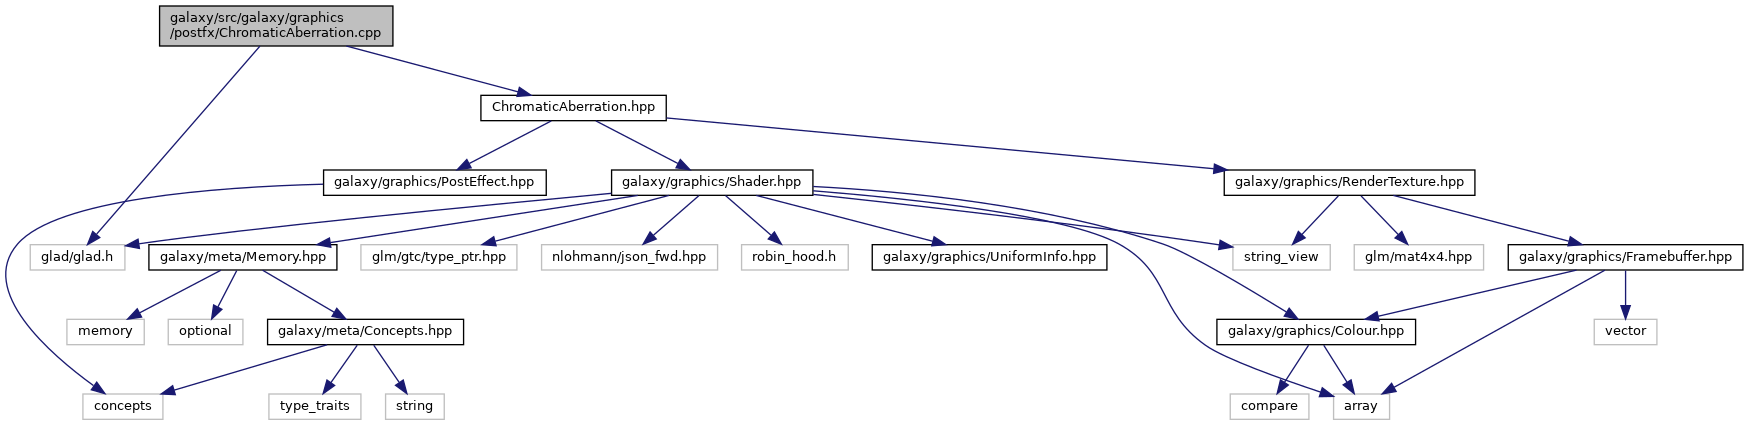 galaxy/src/galaxy/graphics
/postfx/ChromaticAberration.cpp
ChromaticAberration.hpp
galaxy/graphics/PostEffect.hpp
galaxy/graphics/Shader.hpp
galaxy/graphics/RenderTexture.hpp
glad/glad.h
galaxy/meta/Memory.hpp
glm/gtc/type_ptr.hpp
nlohmann/json_fwd.hpp
robin_hood.h
galaxy/graphics/UniformInfo.hpp
string_view
glm/mat4x4.hpp
galaxy/graphics/Framebuffer.hpp
memory
optional
galaxy/meta/Concepts.hpp
galaxy/graphics/Colour.hpp
vector
concepts
type_traits
string
compare
array